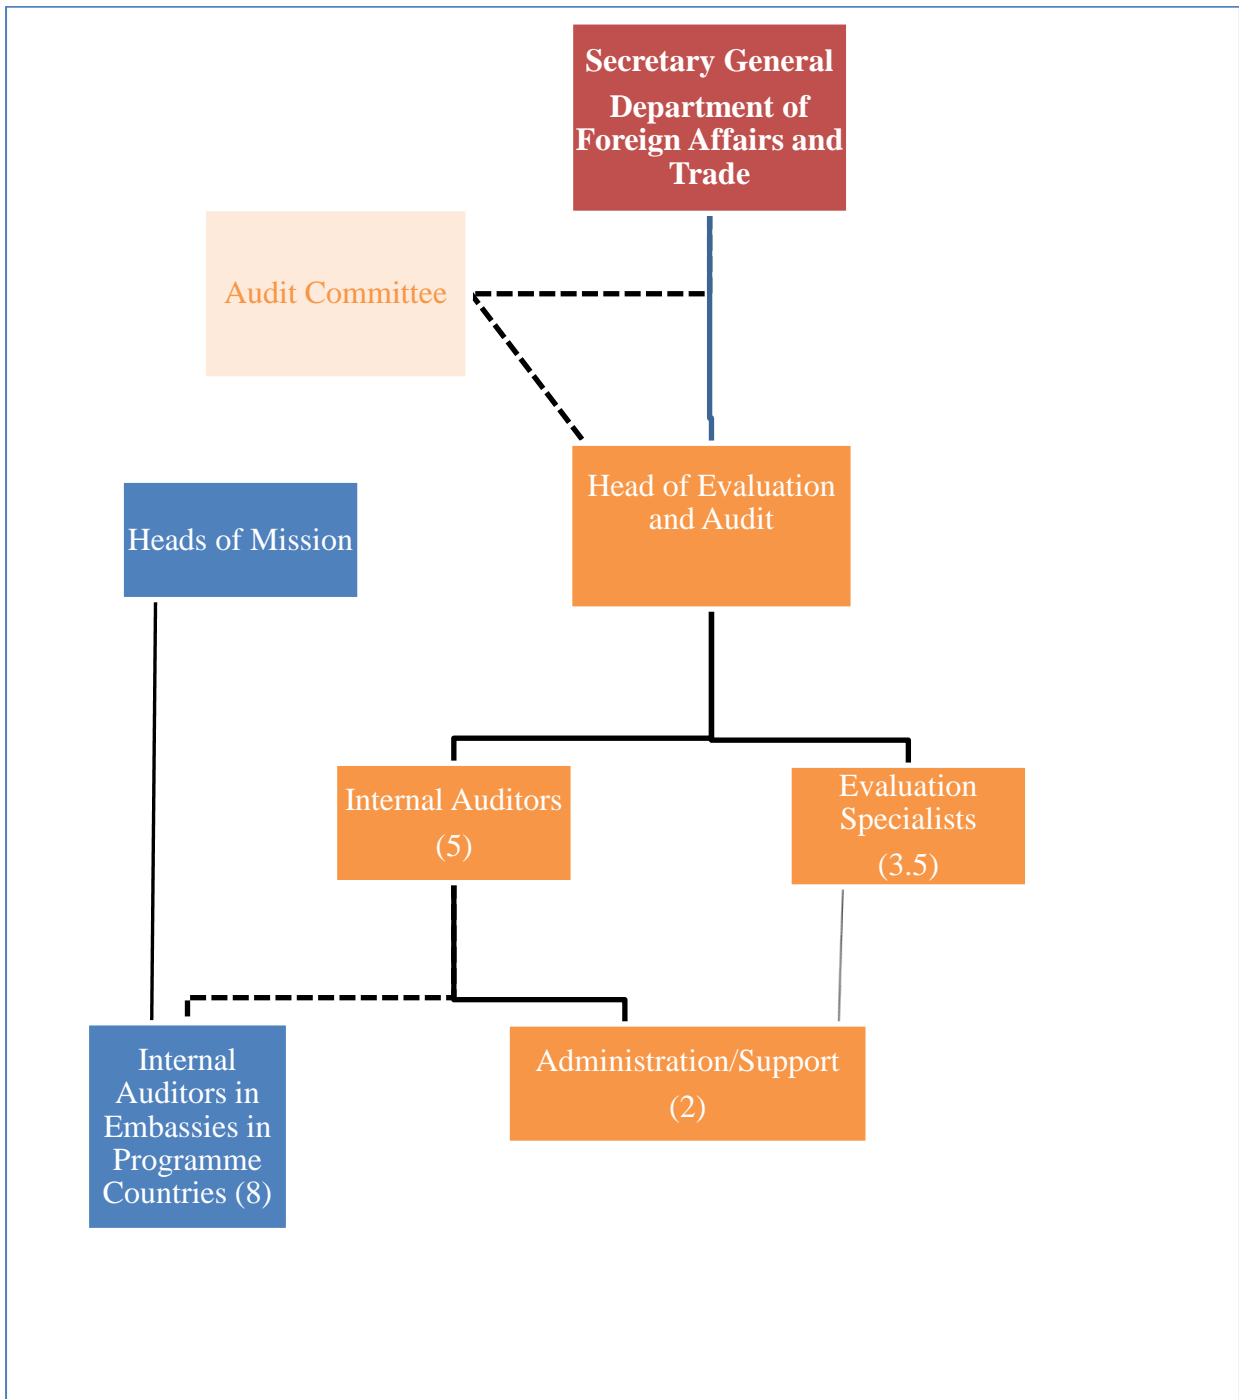 Secretary General
Department of
Foreign Affairs and
Trade
Audit Committee
Head of Evaluation
and Audit
Heads of Mission
Internal Auditors
(5)
Evaluation
Specialists
(3.5)
Internal
Auditors in
Embassies in
Programme
Countries (8)
Administration/Support
(2)